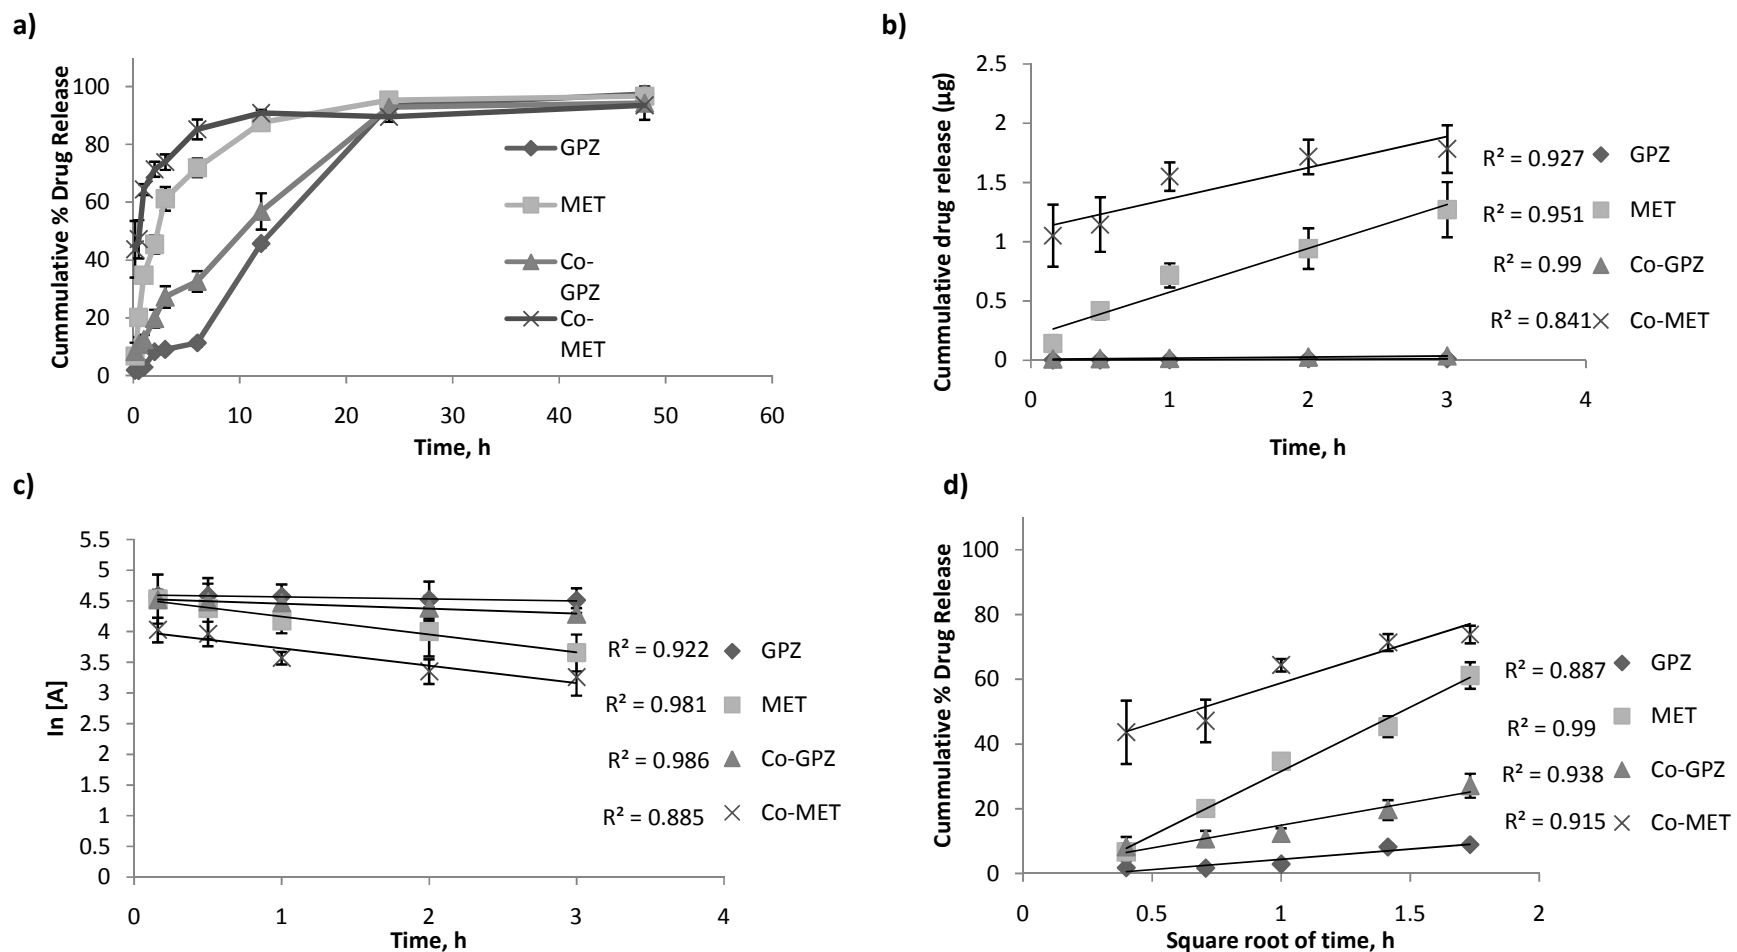 a)
Cummulative % Drug Release
100
80
60
40
20
0
0 10 20 30 40 50 60
Time, h
GPZ
MET
Co-
GPZ
Co-
MET
b)
Cummulative drug release (µg)
2.5
2
1.5
1
0.5
0
0 1 2 3 4
Time, h
R² = 0.927 GPZ
R² = 0.951 MET
R² = 0.99 Co-GPZ
R² = 0.841 Co-MET
c)
ln [A]
5.5
5
4.5
4
3.5
3
2.5
2
1.5
1
0.5
0
0 1 2 3 4
Time, h
R² = 0.922 GPZ
R² = 0.981 MET
R² = 0.986 Co-GPZ
R² = 0.885 Co-MET
d)
Cummulative % Drug Release
100
80
60
40
20
0
0 0.5 1 1.5 2
Square root of time, h
R² = 0.887 GPZ
R² = 0.99 MET
R² = 0.938 Co-GPZ
R² = 0.915 Co-MET